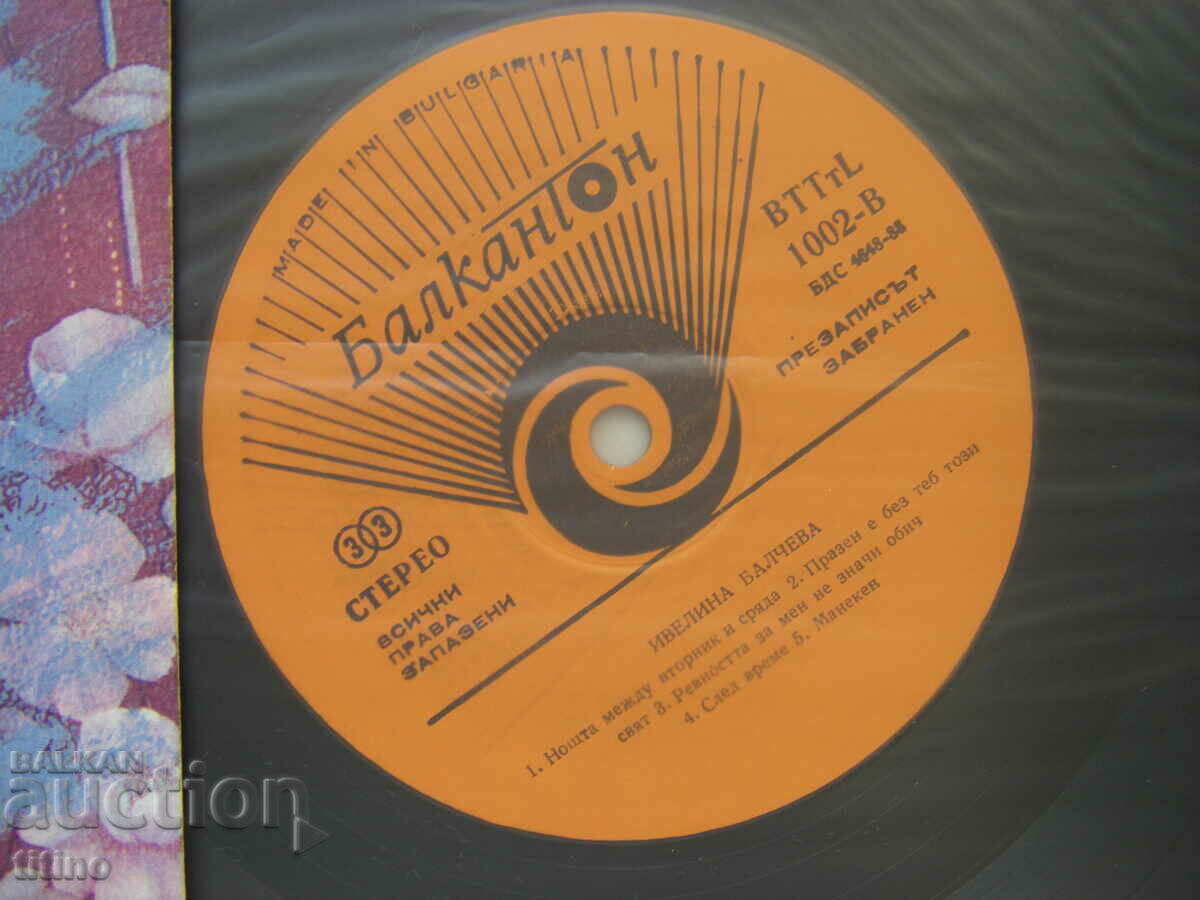 MADE IN BULGARIA
Балкантон
ВТТтL
1002-В
БДС 4648-86
ПРЕЗАПИСЪТ
ЗАБРАНЕН
33
СТЕРЕО
ВСИЧКИ
ПРАВА
ЗАПАЗЕНИ
ИВЕЛИНА БАЛЧЕВА
1. Нощта между вторник и сряда 2. Празен е без теб този
свят 3. Ревността за мен не значи обич
4. След време 5. Манекен
BALKAN
auction
titino